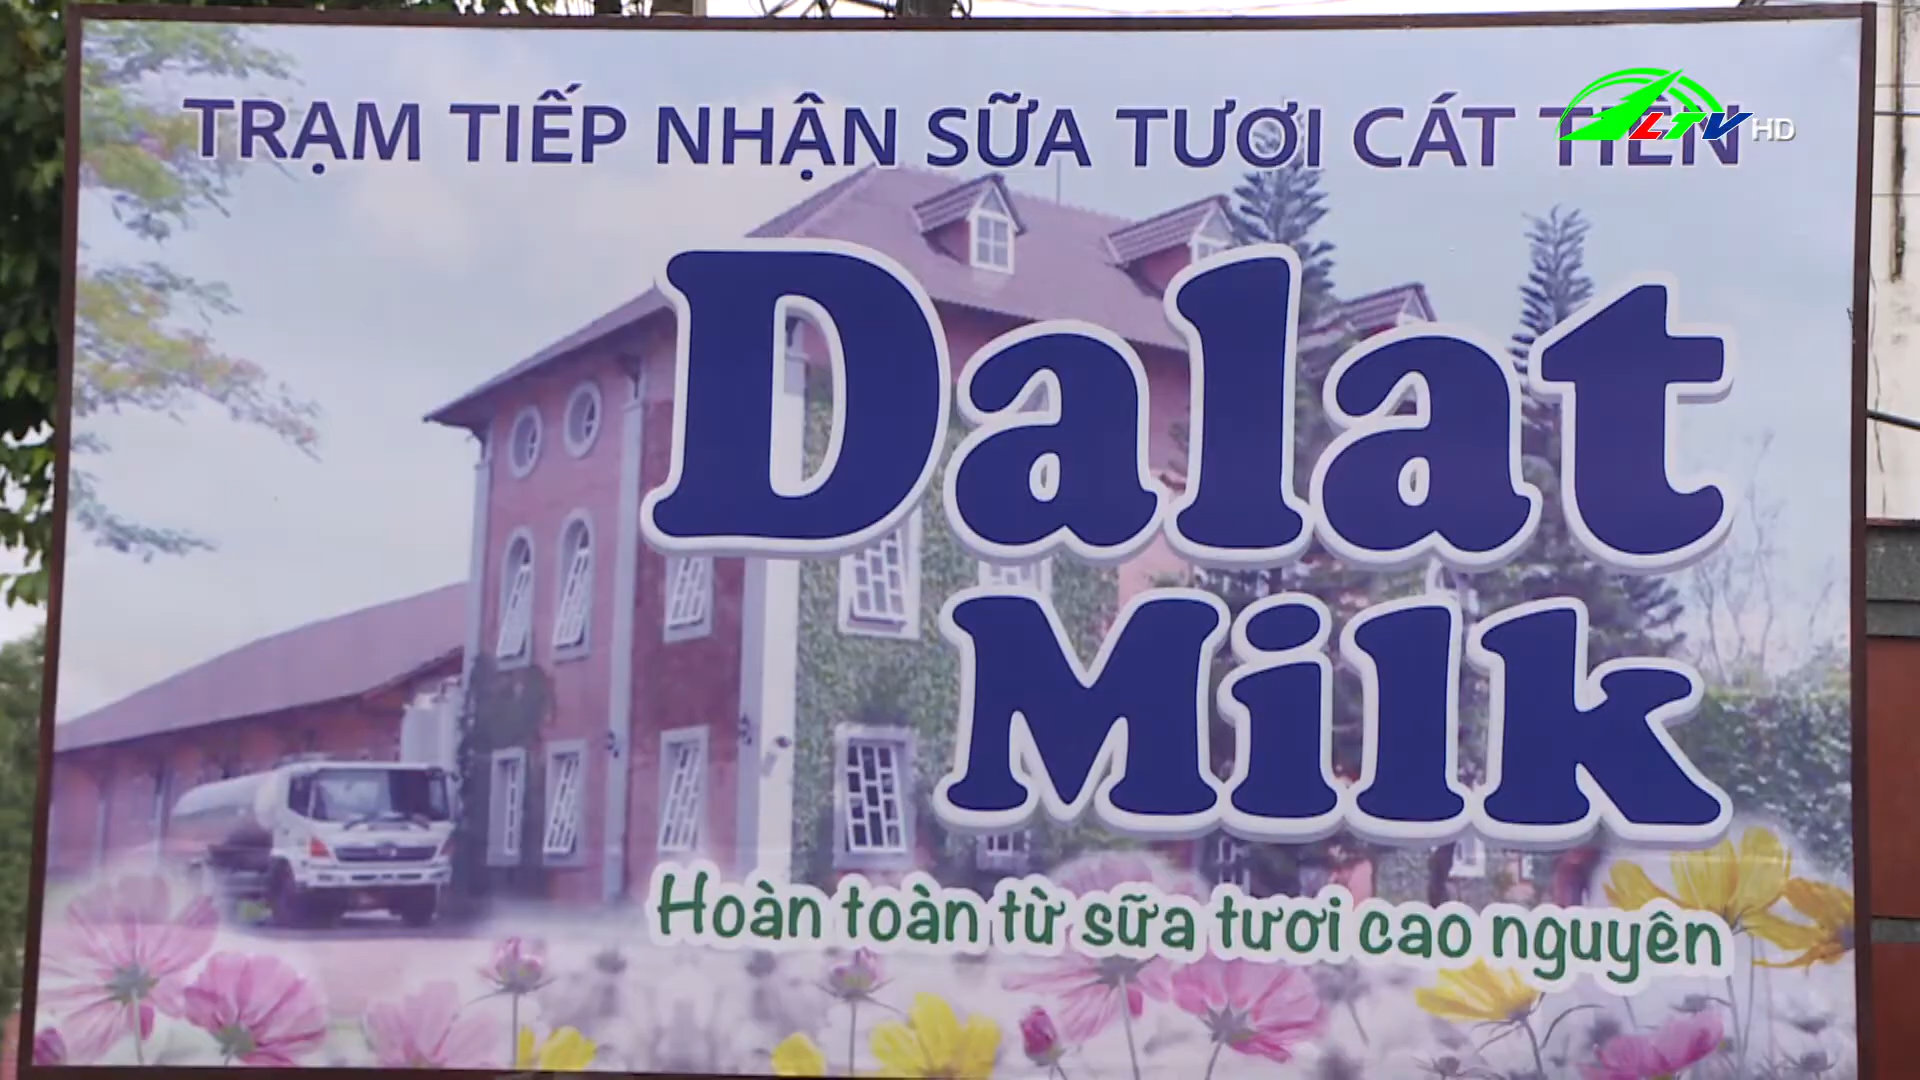 TRẠM TIẾP NHẬN SỮA TƯƠI CÁT TIÊN
LTV HD
Dalat
Milk
Hoàn toàn từ sữa tươi cao nguyên